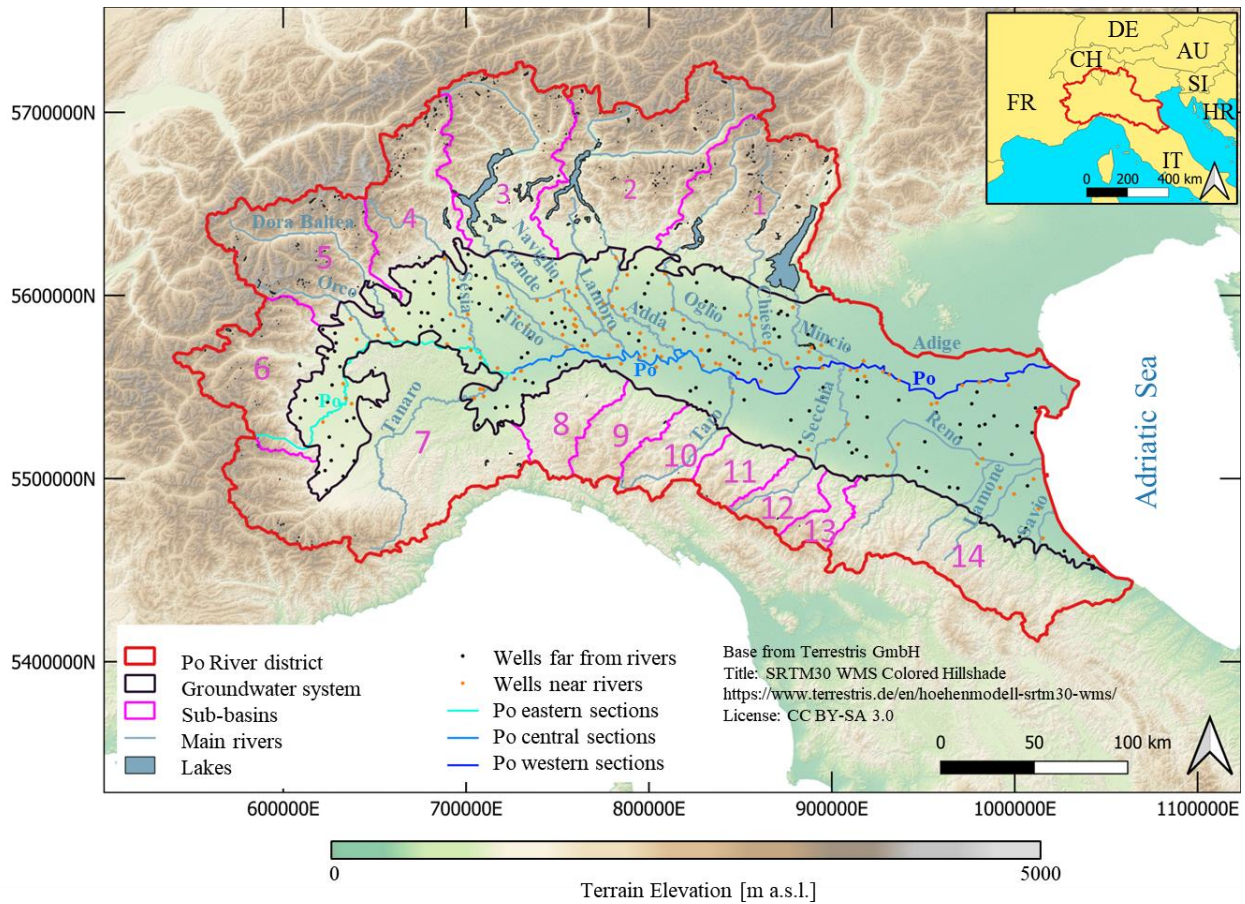 DE
CH
AU
SI
FR
HR
IT
0 200 400 km
5700000N
5600000N
5500000N
5400000N
1
2
3
4
5
6
7
8
9
10
11
12
13
14
Dora Baltea
Orco
Sesia
Naviglio
Grande
Ticino
Lambro
Adda
Oglio
Chiese
Mincio
Adige
Po
Po
Po
Tanaro
Taro
Secchia
Reno
Lamone
Savio
Adriatic Sea
Po River district
Groundwater system
Sub-basins
Main rivers
Lakes
Wells far from rivers
Wells near rivers
Po eastern sections
Po central sections
Po western sections
Base from Terrestris GmbH
Title: SRTM30 WMS Colored Hillshade
https://www.terrestris.de/en/hoehenmodell-srtm30-wms/
License: CC BY-SA 3.0
0 50 100 km
600000E 700000E 800000E 900000E 1000000E 1100000E
0 5000
Terrain Elevation [m a.s.l.]